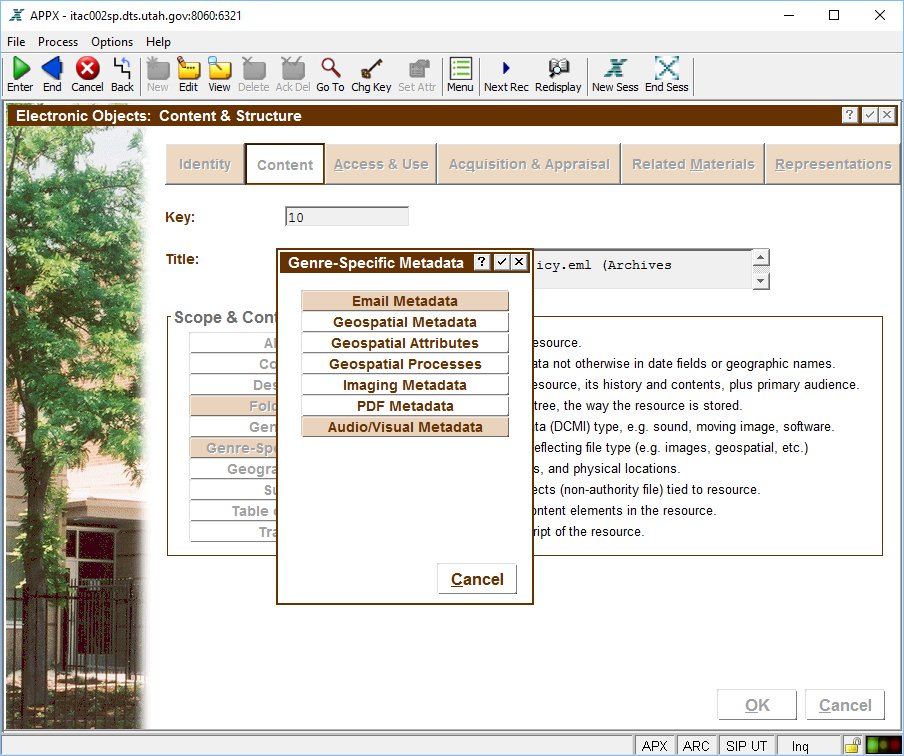 APPX - itac002sp.dts.utah.gov:8060:6321
File Process Options Help
Enter End Cancel Back New Edit View Delete Ack Del Go To Chg Key Set Attr Menu Next Rec Redisplay New Sess End Sess
Electronic Objects: Content & Structure
Identity Content Access & Use Acquisition & Appraisal Related Materials Representations
Key: 10
Title: icy.eml (Archives
Genre-Specific Metadata
Email Metadata
Geospatial Metadata
Geospatial Attributes
Geospatial Processes
Imaging Metadata
PDF Metadata
Audio/Visual Metadata
Cancel
Scope & Cont
Al esource.
Co ata not otherwise in date fields or geographic names.
Des esource, its history and contents, plus primary audience.
Fol tree, the way the resource is stored.
Gen ta (DCMI) type, e.g. sound, moving image, software.
Genre-Spe eflecting file type (e.g. images, geospatial, etc.)
Geogra s, and physical locations.
Su ects (non-authority file) tied to resource.
Table ontent elements in the resource.
Tra ript of the resource.
OK Cancel
APX ARC SIP UT Inq